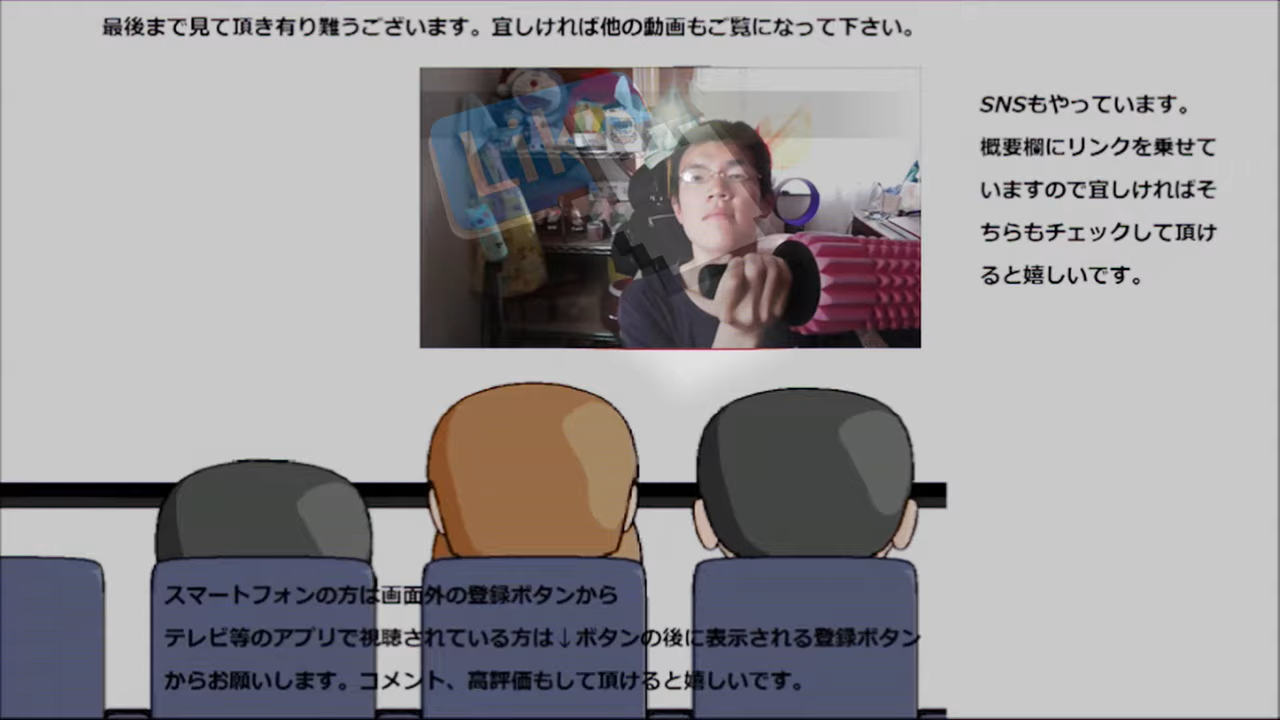 最後まで見て頂き有り難うございます。宜しければ他の動画もご覧になって下さい。
Like
SNSもやっています。
概要欄にリンクを乗せて
いますので宜しければそ
ちらもチェックして頂け
ると嬉しいです。
スマートフォンの方は画面外の登録ボタンから
テレビ等のアプリで視聴されている方は↓ボタンの後に表示される登録ボタン
からお願いします。コメント、高評価もして頂けると嬉しいです。